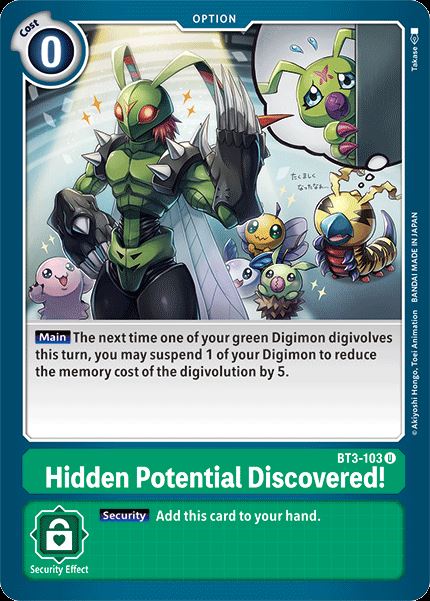 OPTION
Cost
0
Takase
たくましく
なったなぁ…
Main The next time one of your green Digimon digivolves
this turn, you may suspend 1 of your Digimon to reduce
the memory cost of the digivolution by 5.
© Akiyoshi Hongo, Toei Animation BANDAI MADE IN JAPAN
BT3-103 U
Hidden Potential Discovered!
Security Add this card to your hand.
Security Effect